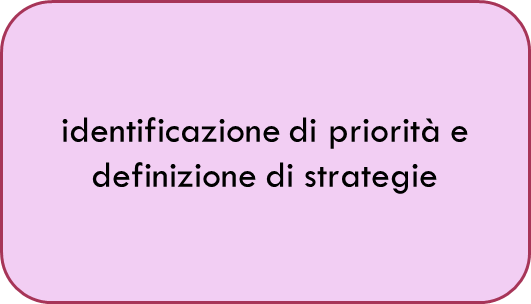 identificazione di priorità e
definizione di strategie